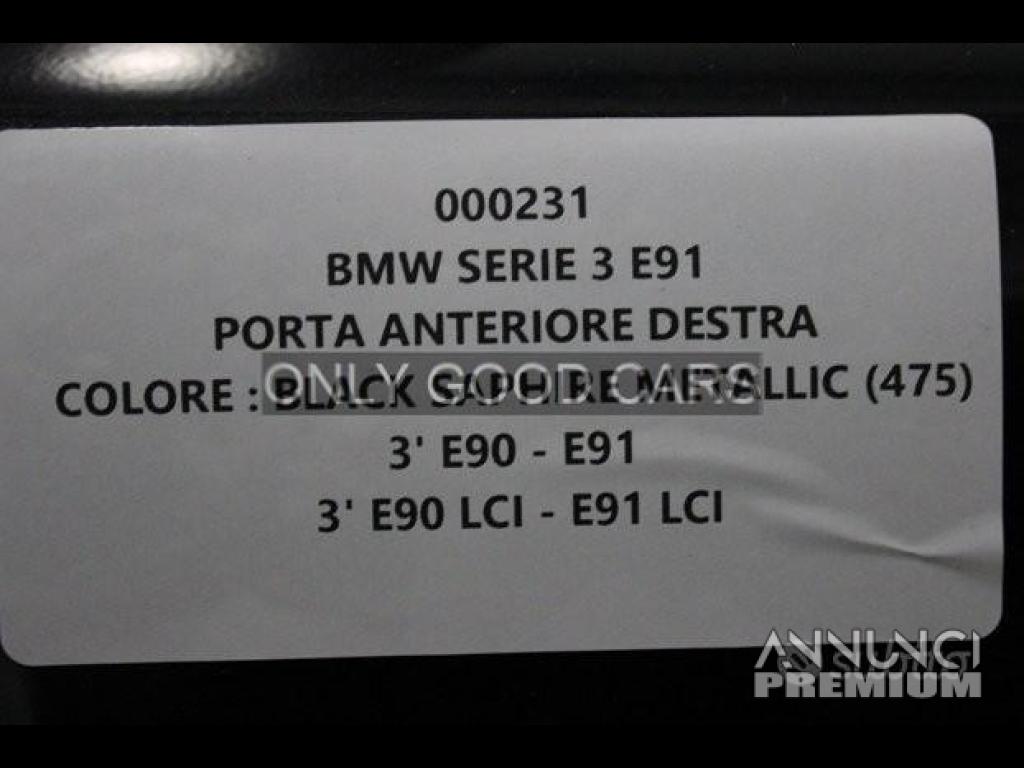 000231
BMW SERIE 3 E91
PORTA ANTERIORE DESTRA
COLORE : BLACK SAPHIRE METALLIC (475)
ONLY GOOD CARS
3' E90 - E91
3' E90 LCI - E91 LCI
ANNUNCI
PREMIUM